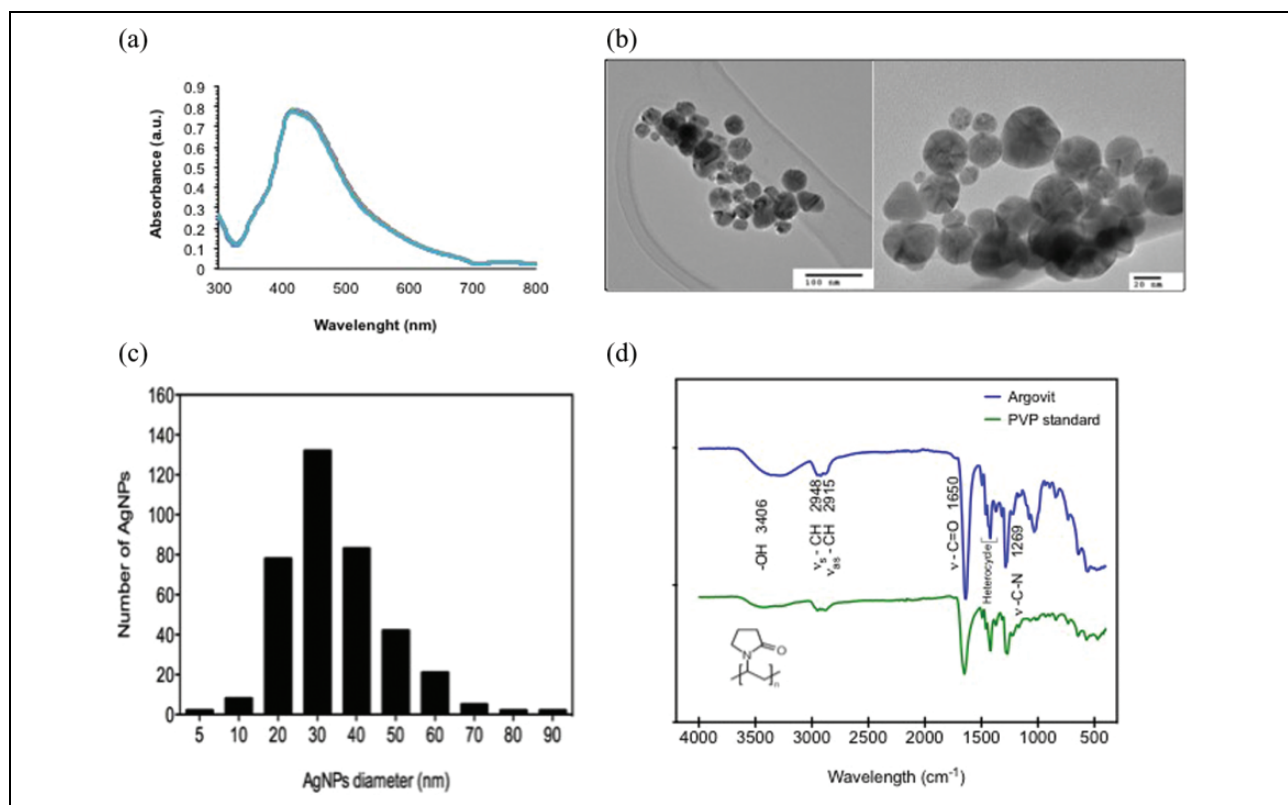 (a)
0.9
0.8
0.7
0.6
0.5
0.4
0.3
0.2
0.1
0
300 400 500 600 700 800
Absorbance (a.u.)
Wavelenght (nm)
(b)
100 nm
20 nm
(c)
160
140
120
100
80
60
40
20
0
5 10 20 30 40 50 60 70 80 90
Number of AgNPs
AgNPs diameter (nm)
(d)
Argovit
PVP standard
-OH 3406
νs - CH 2948
νas - CH 2915
ν - C=O 1650
Heterocycle
ν - C-N 1269
N
O
n
4000 3500 3000 2500 2000 1500 1000 500
Wavelength (cm-1)